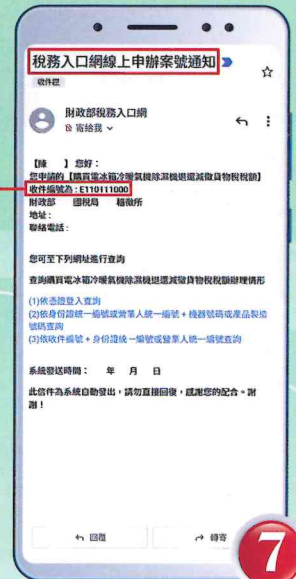 稅務入口網線上申辦案號通知
收件匣
財政部稅務入口網
寄給我
【陳 】您好:
您申請的【購買電冰箱冷暖氣機除濕機退還減徵貨物稅稅額】
收件編號為:E110111000
財政部 國稅局 稽徵所
地址:
聯絡電話:
您可至下列網址進行查詢
查詢購買電冰箱冷暖氣機除濕機退還減徵貨物稅稅額辦理情形
(1)依憑證登入查詢
(2)依身份證統一編號或營業人統一編號+機器號碼或產品製造
號碼查詢
(3)依收件編號+身份證統一編號或營業人統一編號查詢
系統發送時間: 年 月 日
此信件為系統自動發出,請勿直接回復,感謝您的配合。謝
謝!
回覆
轉寄
7